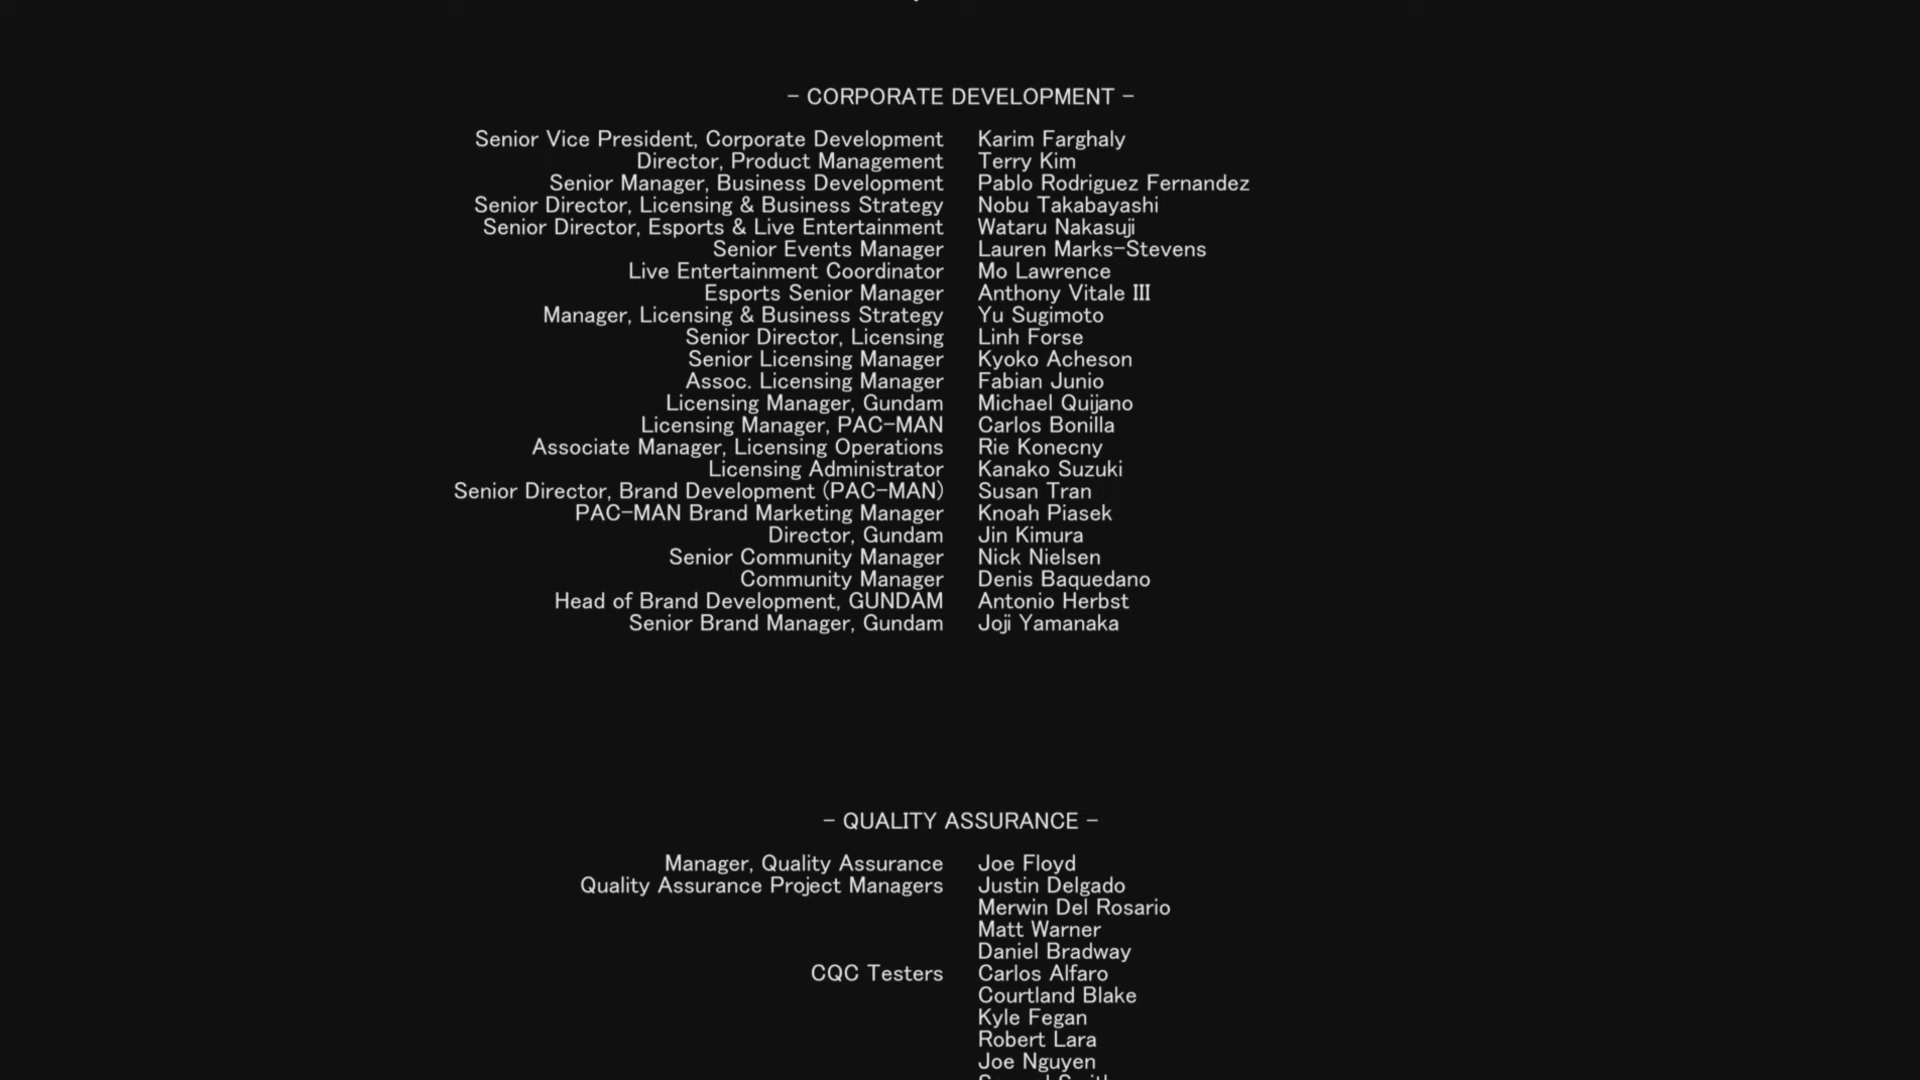 - CORPORATE DEVELOPMENT -
Senior Vice President, Corporate Development Karim Farghaly
Director, Product Management Terry Kim
Senior Manager, Business Development Pablo Rodriguez Fernandez
Senior Director, Licensing & Business Strategy Nobu Takabayashi
Senior Director, Esports & Live Entertainment Wataru Nakasuji
Senior Events Manager Lauren Marks-Stevens
Live Entertainment Coordinator Mo Lawrence
Esports Senior Manager Anthony Vitale III
Manager, Licensing & Business Strategy Yu Sugimoto
Senior Director, Licensing Linh Forse
Senior Licensing Manager Kyoko Acheson
Assoc. Licensing Manager Fabian Junio
Licensing Manager, Gundam Michael Quijano
Licensing Manager, PAC-MAN Carlos Bonilla
Associate Manager, Licensing Operations Rie Konecny
Licensing Administrator Kanako Suzuki
Senior Director, Brand Development (PAC-MAN) Susan Tran
PAC-MAN Brand Marketing Manager Knoah Piasek
Director, Gundam Jin Kimura
Senior Community Manager Nick Nielsen
Community Manager Denis Baquedano
Head of Brand Development, GUNDAM Antonio Herbst
Senior Brand Manager, Gundam Joji Yamanaka
- QUALITY ASSURANCE -
Manager, Quality Assurance Joe Floyd
Quality Assurance Project Managers Justin Delgado
Merwin Del Rosario
Matt Warner
Daniel Bradway
CQC Testers Carlos Alfaro
Courtland Blake
Kyle Fegan
Robert Lara
Joe Nguyen